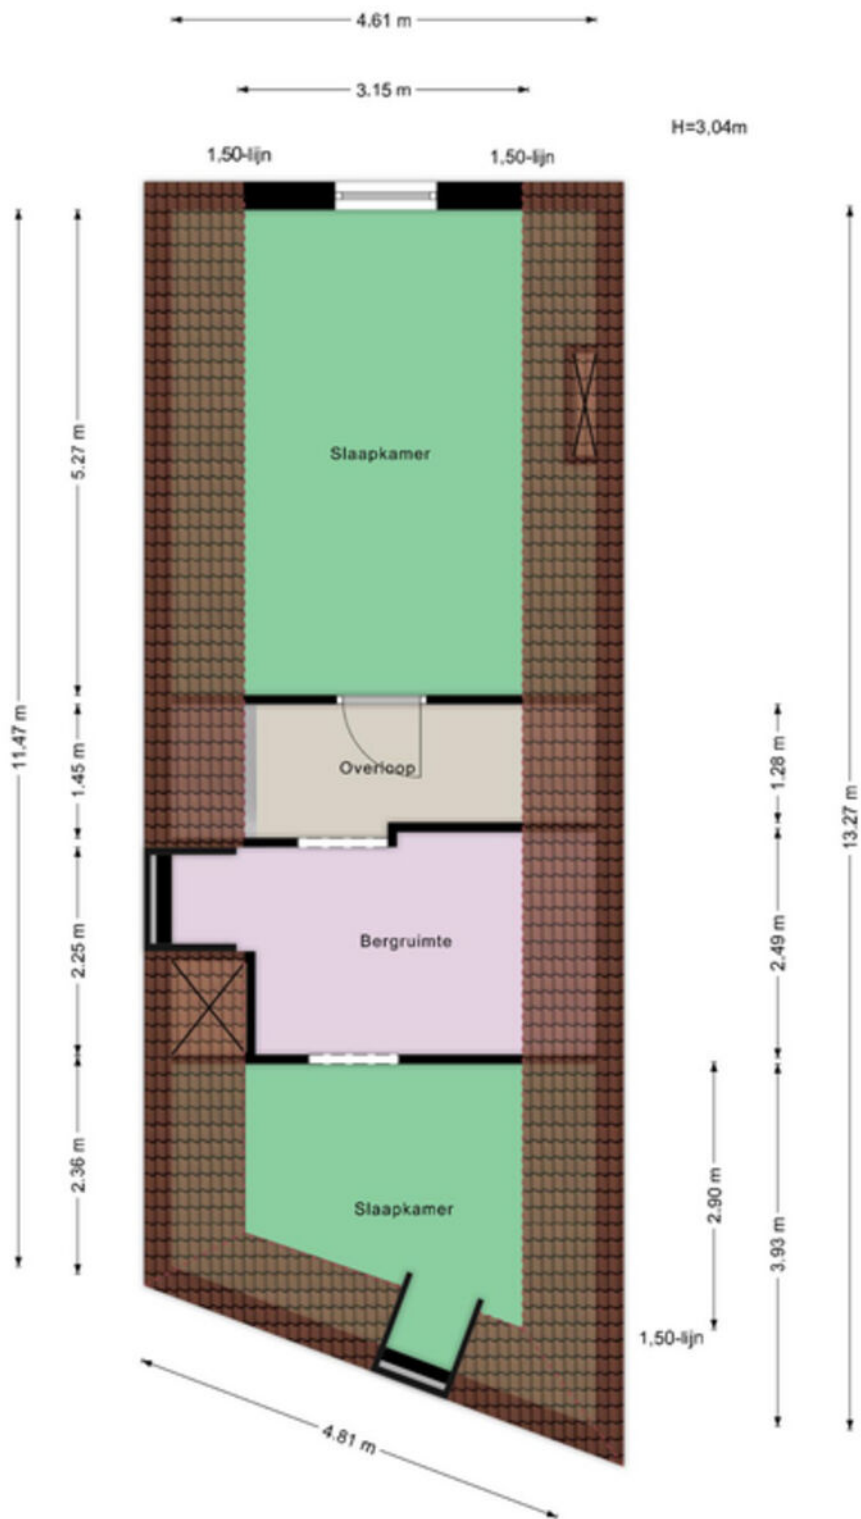 4.61 m
3.15 m
H=3,04m
1,50-lijn
1,50-lijn
5.27 m
Slaapkamer
11.47 m
1.45 m
Overloop
1.28 m
13.27 m
2.25 m
Bergruimte
2.49 m
2.36 m
Slaapkamer
2.90 m
3.93 m
1,50-lijn
4.81 m